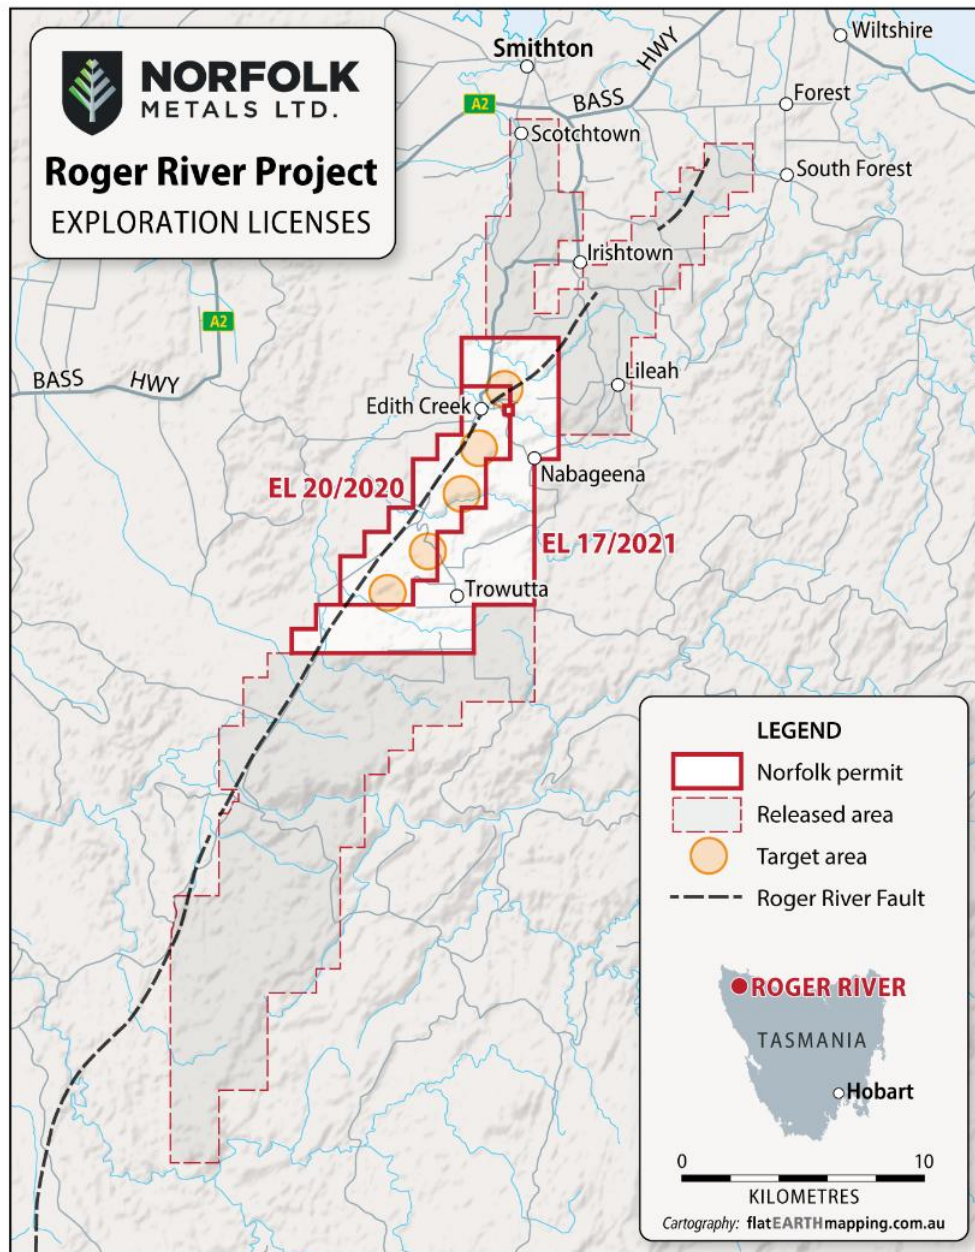 NORFOLK
METALS LTD.
Roger River Project
EXPLORATION LICENSES
Smithton
Wiltshire
HWY
BASS
A2
Forest
Scotchtown
South Forest
Irishtown
A2
BASS HWY
Lileah
Edith Creek
Nabageena
EL 20/2020
EL 17/2021
Trowutta
LEGEND
Norfolk permit
Released area
Target area
Roger River Fault
ROGER RIVER
TASMANIA
Hobart
0 10
KILOMETRES
Cartography: flatEARTHmapping.com.au